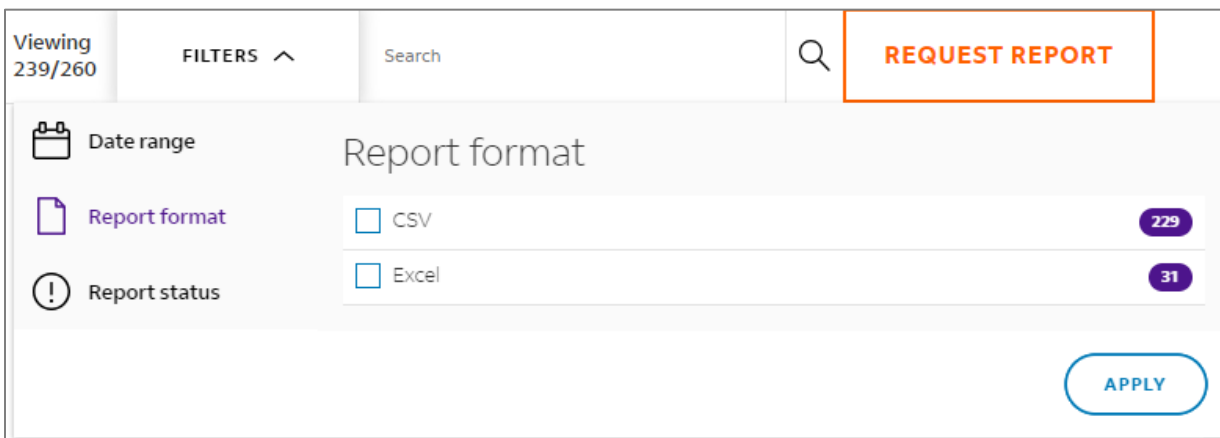 Viewing
239/260
FILTERS
Search
REQUEST REPORT
Date range
Report format
Report status
Report format
CSV 229
Excel 31
APPLY